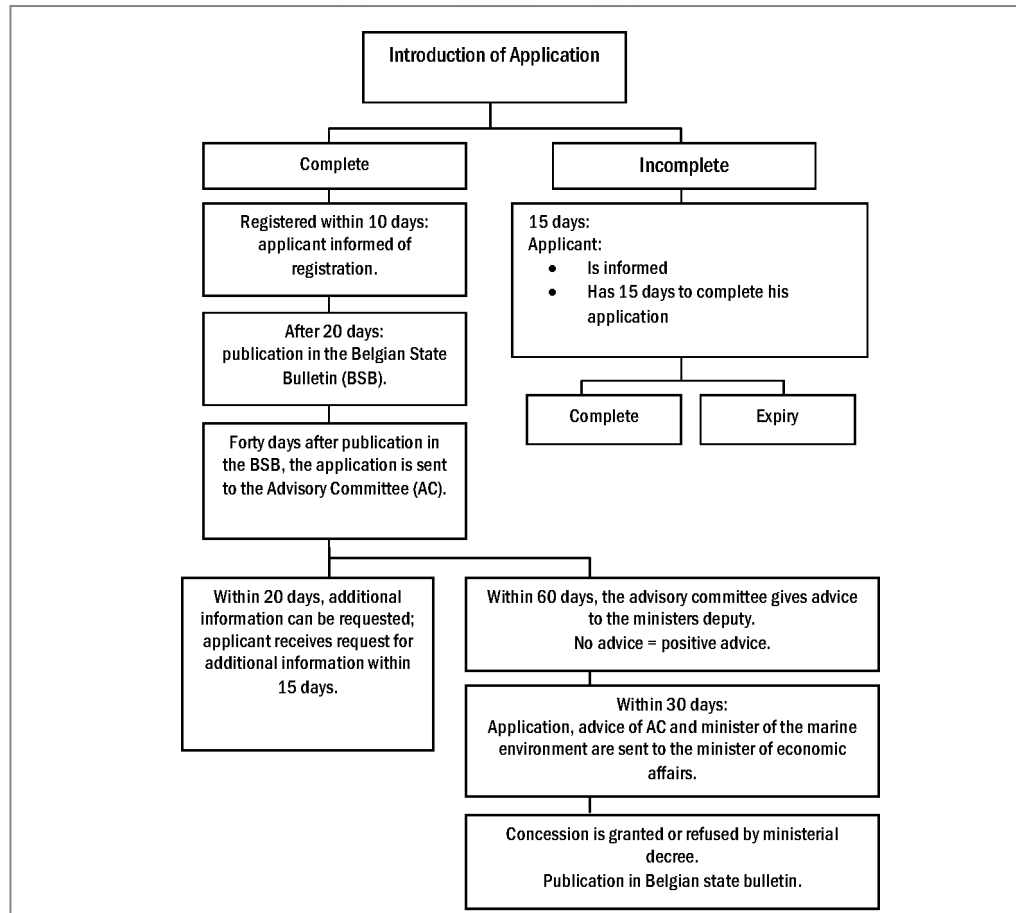 Introduction of Application
Complete
Incomplete
Registered within 10 days:
applicant informed of
registration.
15 days:
Applicant:
• Is informed
• Has 15 days to complete his
application
After 20 days:
publication in the Belgian State
Bulletin (BSB).
Complete
Expiry
Forty days after publication in
the BSB, the application is sent
to the Advisory Committee (AC).
Within 20 days, additional
information can be requested;
applicant receives request for
additional information within
15 days.
Within 60 days, the advisory committee gives advice
to the ministers deputy.
No advice = positive advice.
Within 30 days:
Application, advice of AC and minister of the marine
environment are sent to the minister of economic
affairs.
Concession is granted or refused by ministerial
decree.
Publication in Belgian state bulletin.